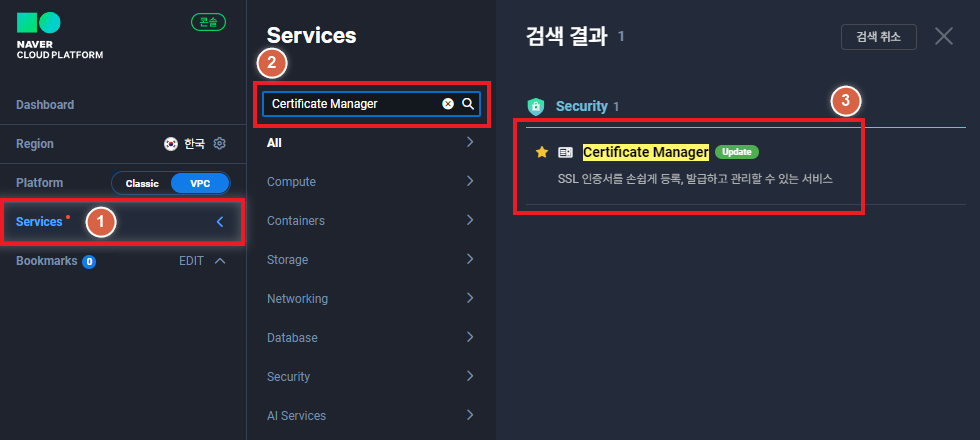 NAVER
CLOUD PLATFORM
콘솔
Dashboard
Region 한국
Platform Classic VPC
Services 1
Bookmarks 0 EDIT
Services
2
Certificate Manager
All
Compute
Containers
Storage
Networking
Database
Security
AI Services
검색 결과 1
검색 취소
Security 1
3
Certificate Manager Update
SSL 인증서를 손쉽게 등록, 발급하고 관리할 수 있는 서비스